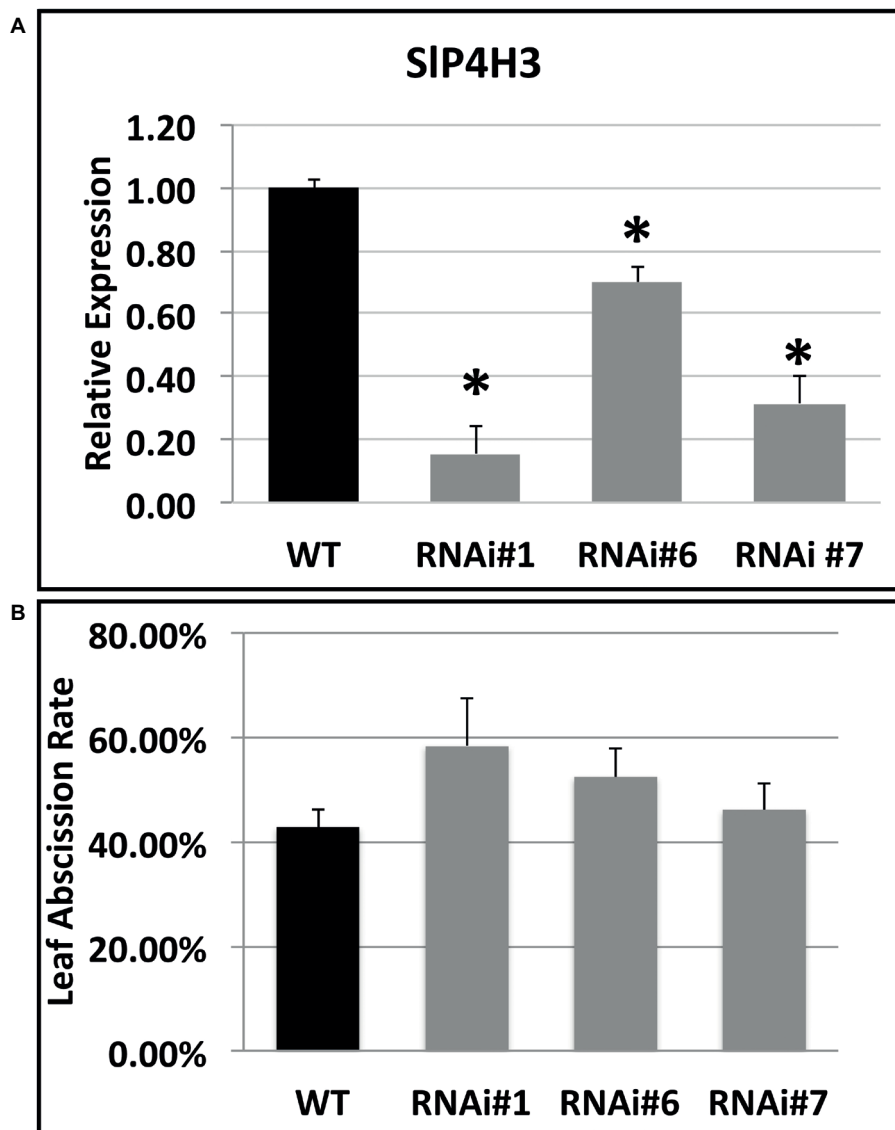 A
SlP4H3
Relative Expression
1.20
1.00
0.80
0.60
0.40
0.20
0.00
*
*
*
WT RNAi#1 RNAi#6 RNAi #7
B
Leaf Abscission Rate
80.00%
60.00%
40.00%
20.00%
0.00%
WT RNAi#1 RNAi#6 RNAi#7